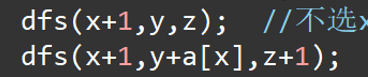 dfs(x+1,y,z);  //不选x
dfs(x+1,y+a[x],z+1);